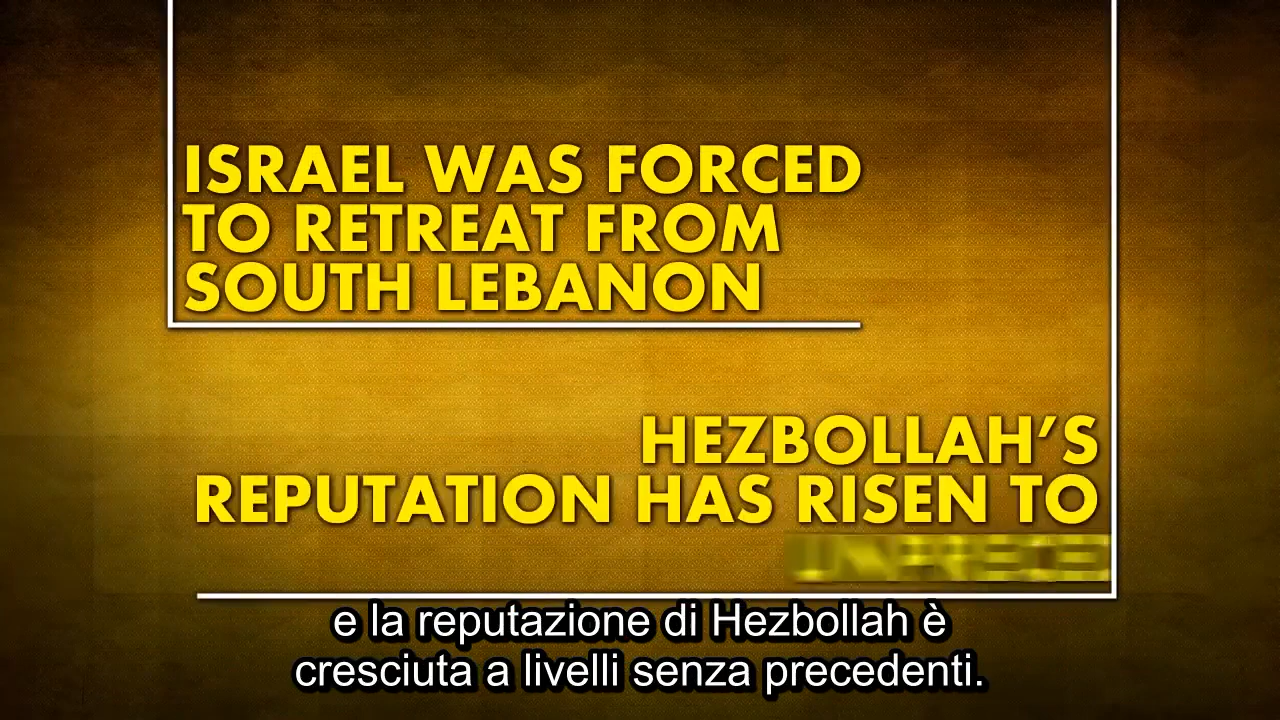 ISRAEL WAS FORCED
TO RETREAT FROM
SOUTH LEBANON
HEZBOLLAH’S
REPUTATION HAS RISEN TO
e la reputazione di Hezbollah è
cresciuta a livelli senza precedenti.